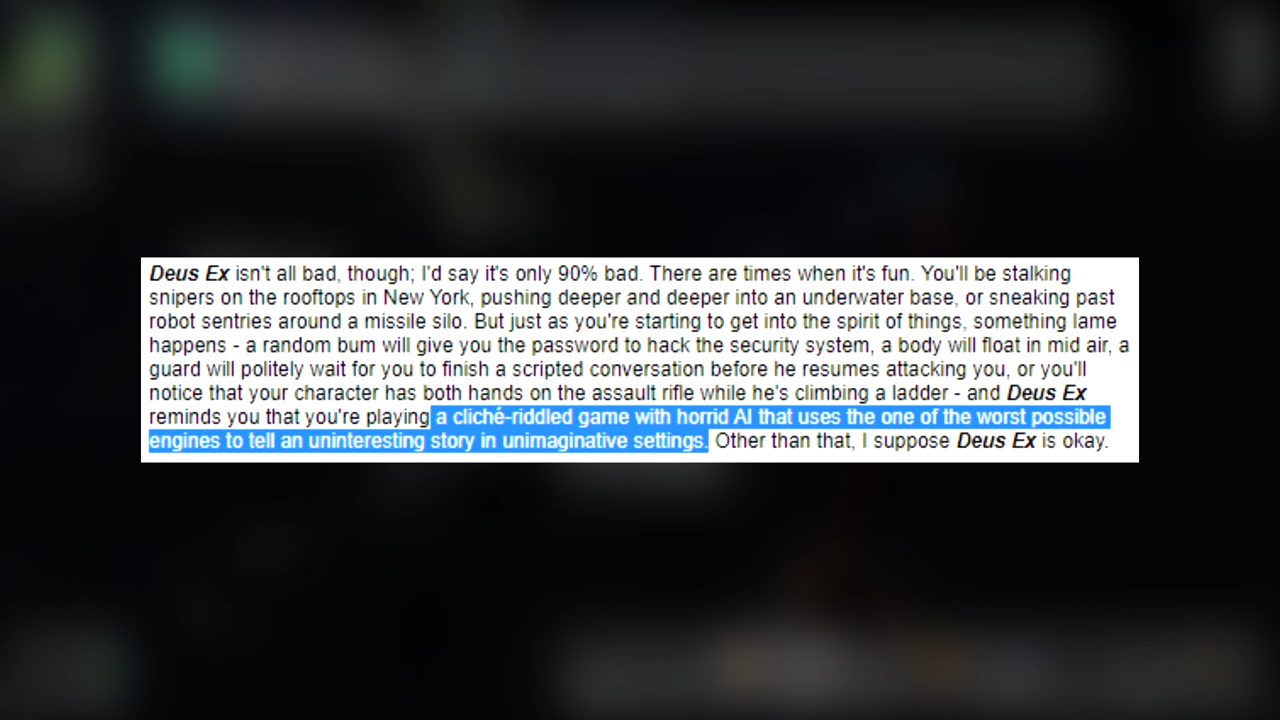 Deus Ex isn't all bad, though; I'd say it's only 90% bad. There are times when it's fun. You'll be stalking
snipers on the rooftops in New York, pushing deeper and deeper into an underwater base, or sneaking past
robot sentries around a missile silo. But just as you're starting to get into the spirit of things, something lame
happens - a random bum will give you the password to hack the security system, a body will float in mid air, a
guard will politely wait for you to finish a scripted conversation before he resumes attacking you, or you'll
notice that your character has both hands on the assault rifle while he's climbing a ladder - and Deus Ex
reminds you that you're playing a cliché-riddled game with horrid AI that uses the one of the worst possible
engines to tell an uninteresting story in unimaginative settings. Other than that, I suppose Deus Ex is okay.